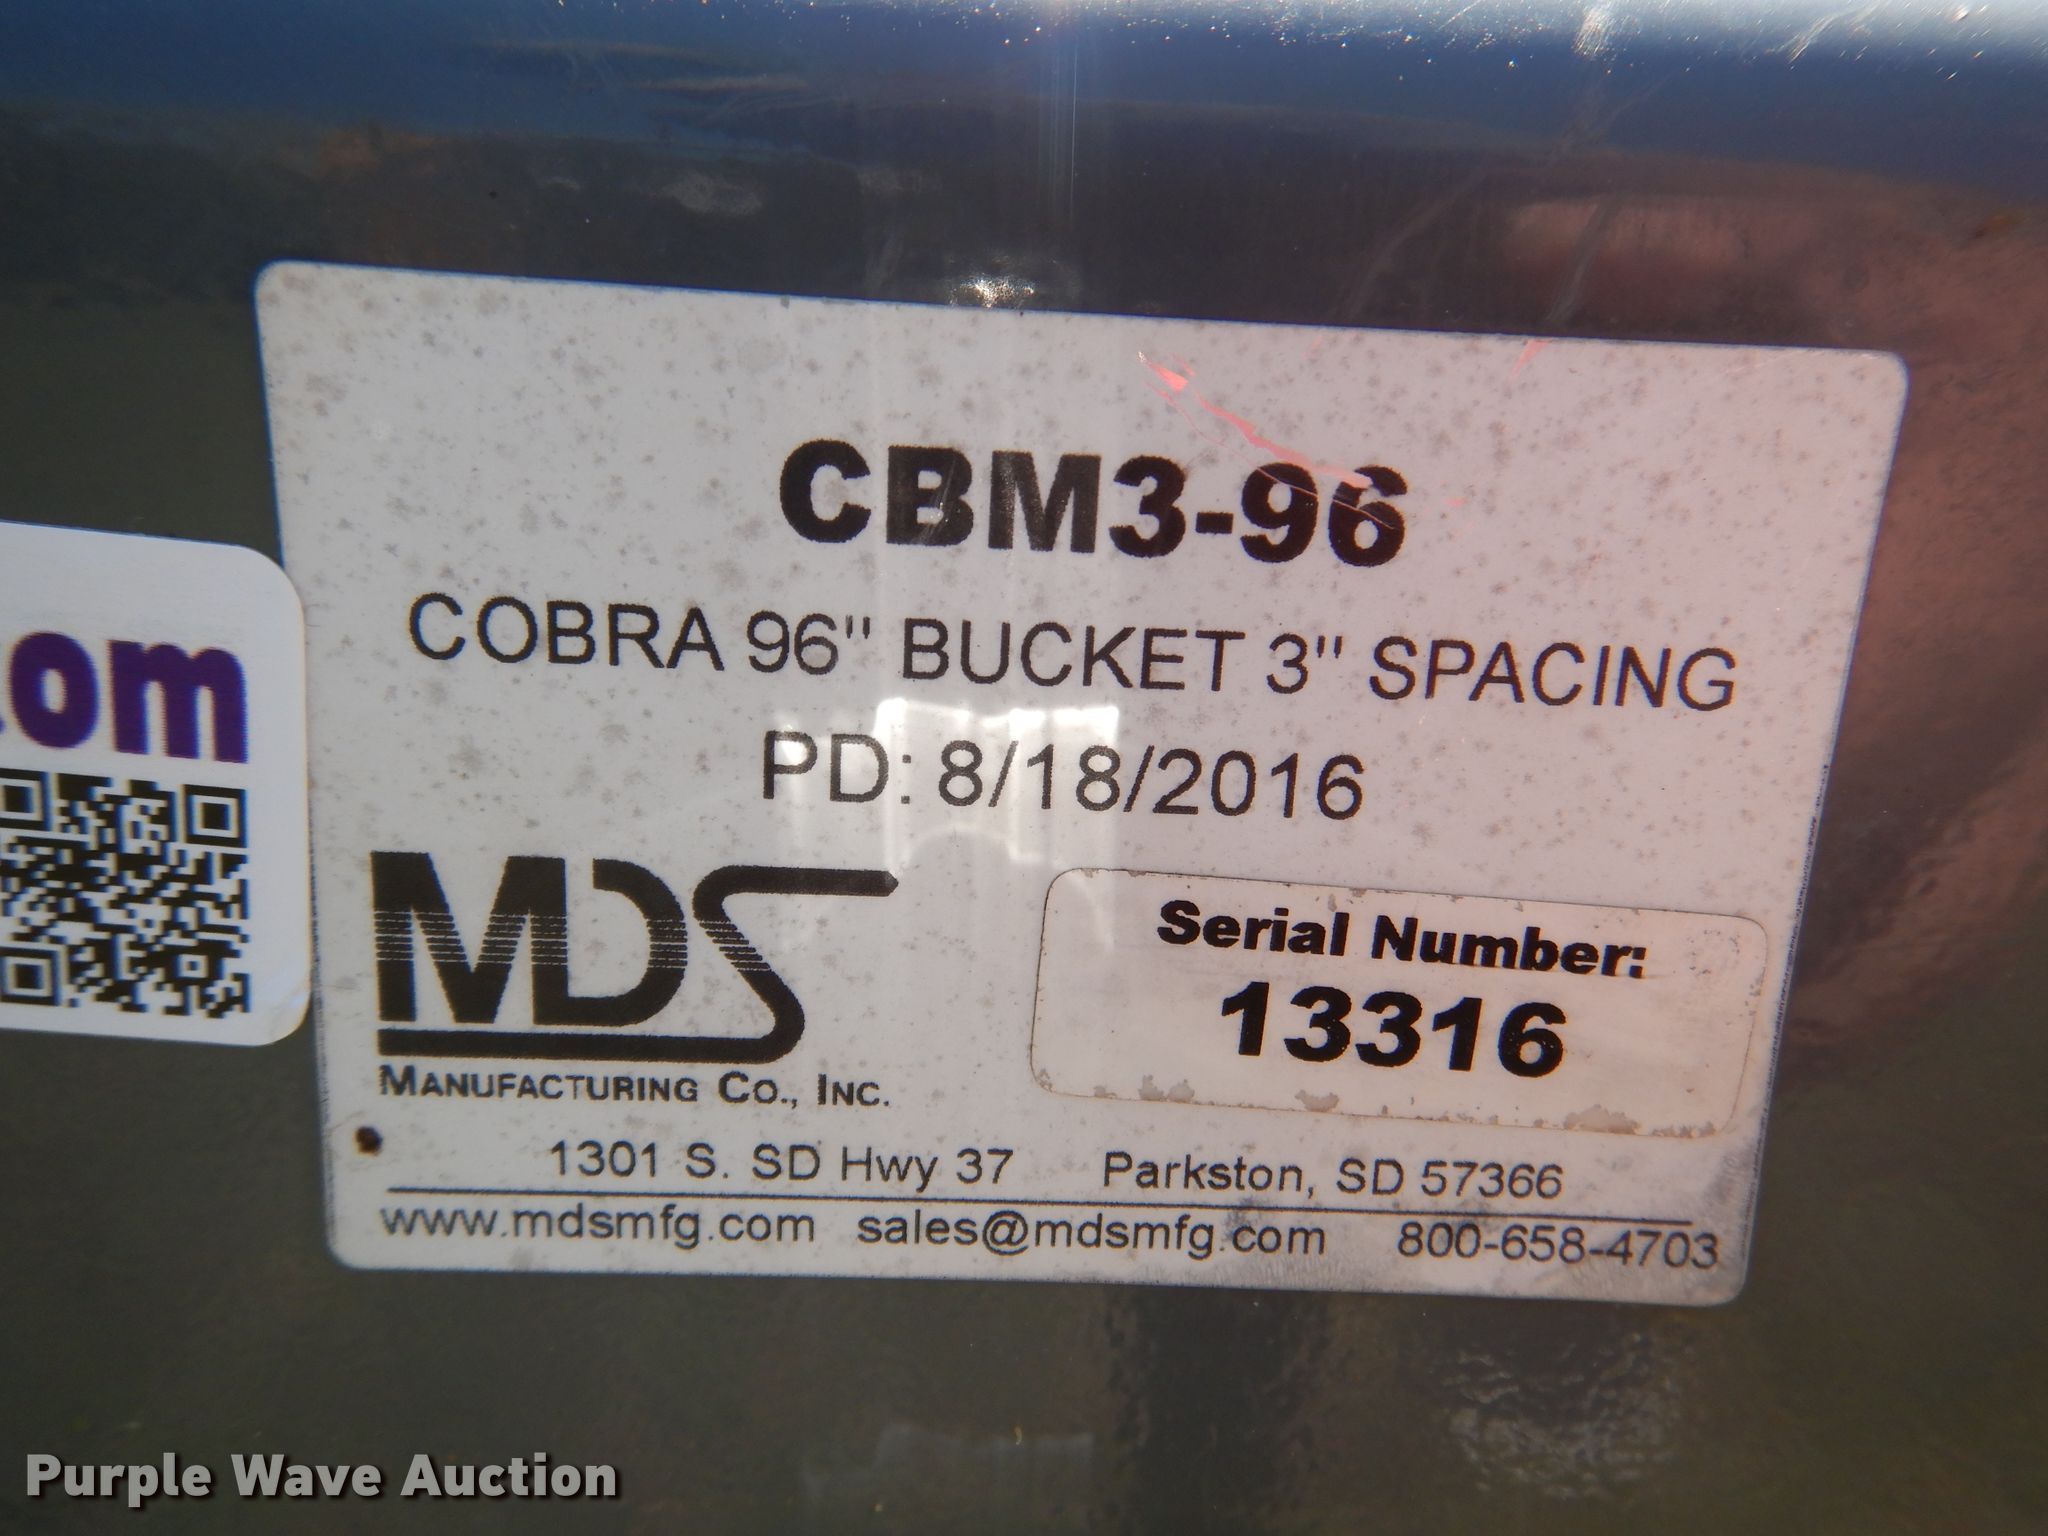 CBM3-96
COBRA 96" BUCKET 3" SPACING
PD: 8/18/2016
.com
MDS
MANUFACTURING CO., INC.
Serial Number:
13316
1301 S. SD Hwy 37 Parkston, SD 57366
www.mdsmfg.com sales@mdsmfg.com 800-658-4703
Purple Wave Auction